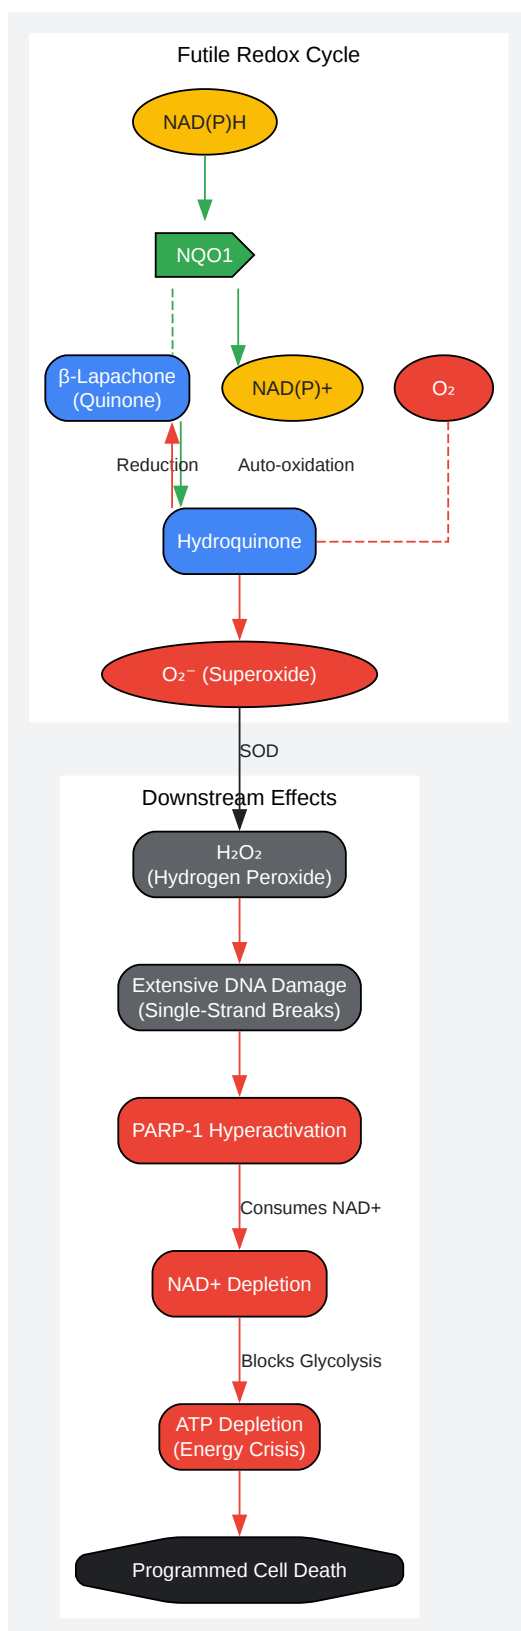 Futile Redox Cycle
NAD(P)H
NQO1
β-Lapachone
(Quinone)
NAD(P)+
O₂
Reduction
Auto-oxidation
Hydroquinone
O₂⁻ (Superoxide)
SOD
Downstream Effects
H₂O₂
(Hydrogen Peroxide)
Extensive DNA Damage
(Single-Strand Breaks)
PARP-1 Hyperactivation
Consumes NAD+
NAD+ Depletion
Blocks Glycolysis
ATP Depletion
(Energy Crisis)
Programmed Cell Death